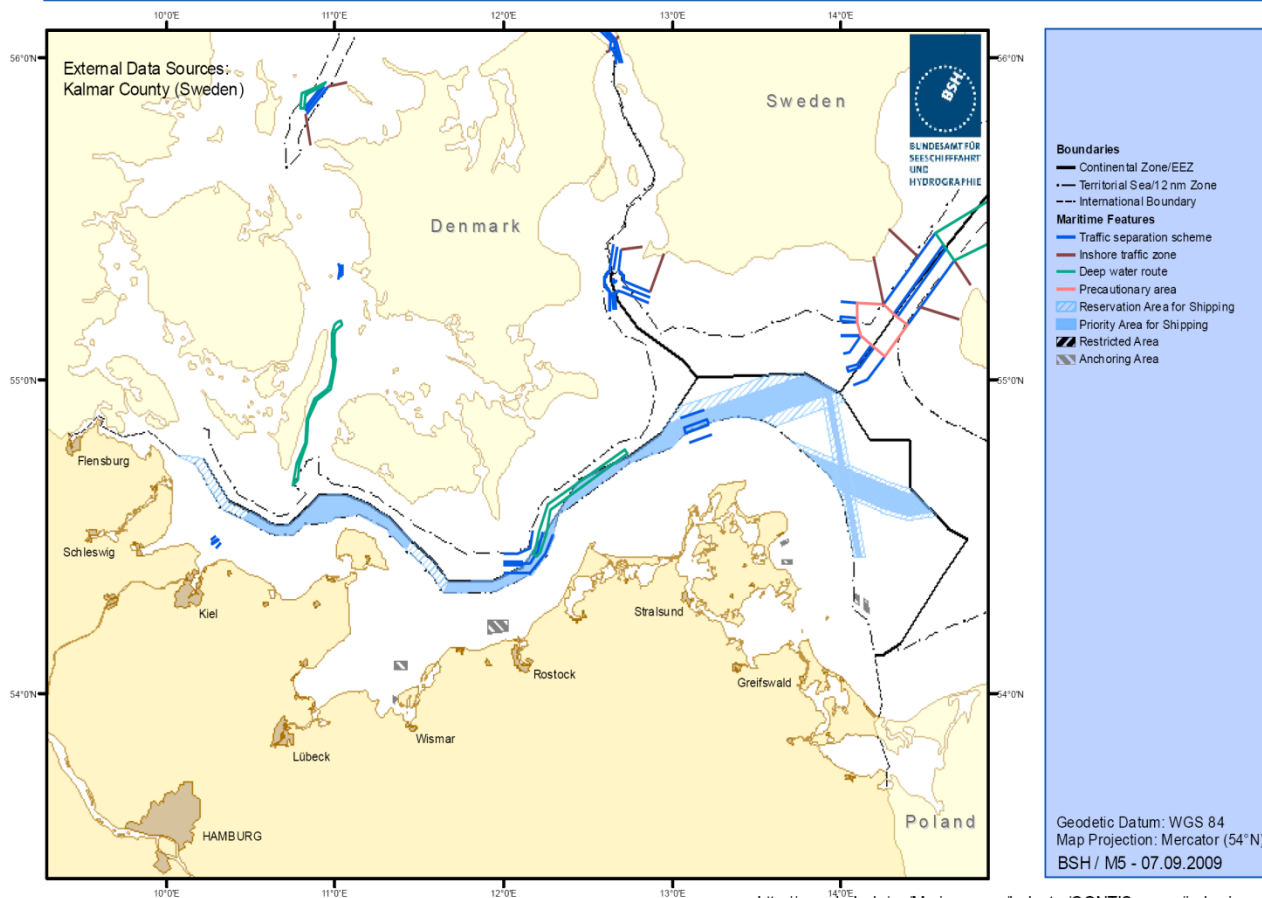 10°0'E 11°0'E 12°0'E 13°0'E 14°0'E
56°0'N 56°0'N
External Data Sources:
Kalmar County (Sweden)
BSH
BUNDESAMT FÜR
SEESCHIFFFAHRT
UND
HYDROGRAPHIE
Sweden
Denmark
55°0'N 55°0'N
Flensburg
Schleswig
Kiel
Stralsund
Rostock
Greifswald
54°0'N 54°0'N
Wismar
Lübeck
HAMBURG
Poland
10°0'E 11°0'E 12°0'E 13°0'E 14°0'E
Boundaries
Continental Zone/EEZ
Territorial Sea/12 nm Zone
International Boundary
Maritime Features
Traffic separation scheme
Inshore traffic zone
Deep water route
Precautionary area
Reservation Area for Shipping
Priority Area for Shipping
Restricted Area
Anchoring Area
Geodetic Datum: WGS 84
Map Projection: Mercator (54°N)
BSH / M5 - 07.09.2009